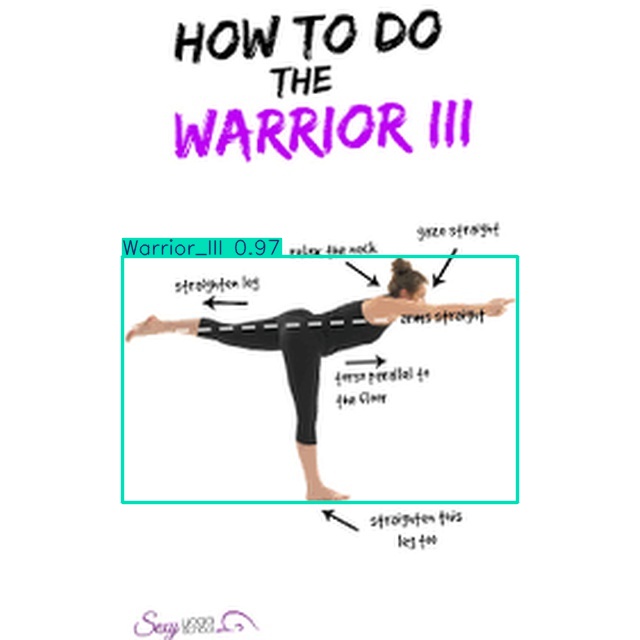 HOW TO DO
THE
WARRIOR III
Warrior_III 0.97
relax the neck
gaze straight
straighten leg
arms straight
torso parallel to
the floor
straighten this
leg too
Sexy YOGA